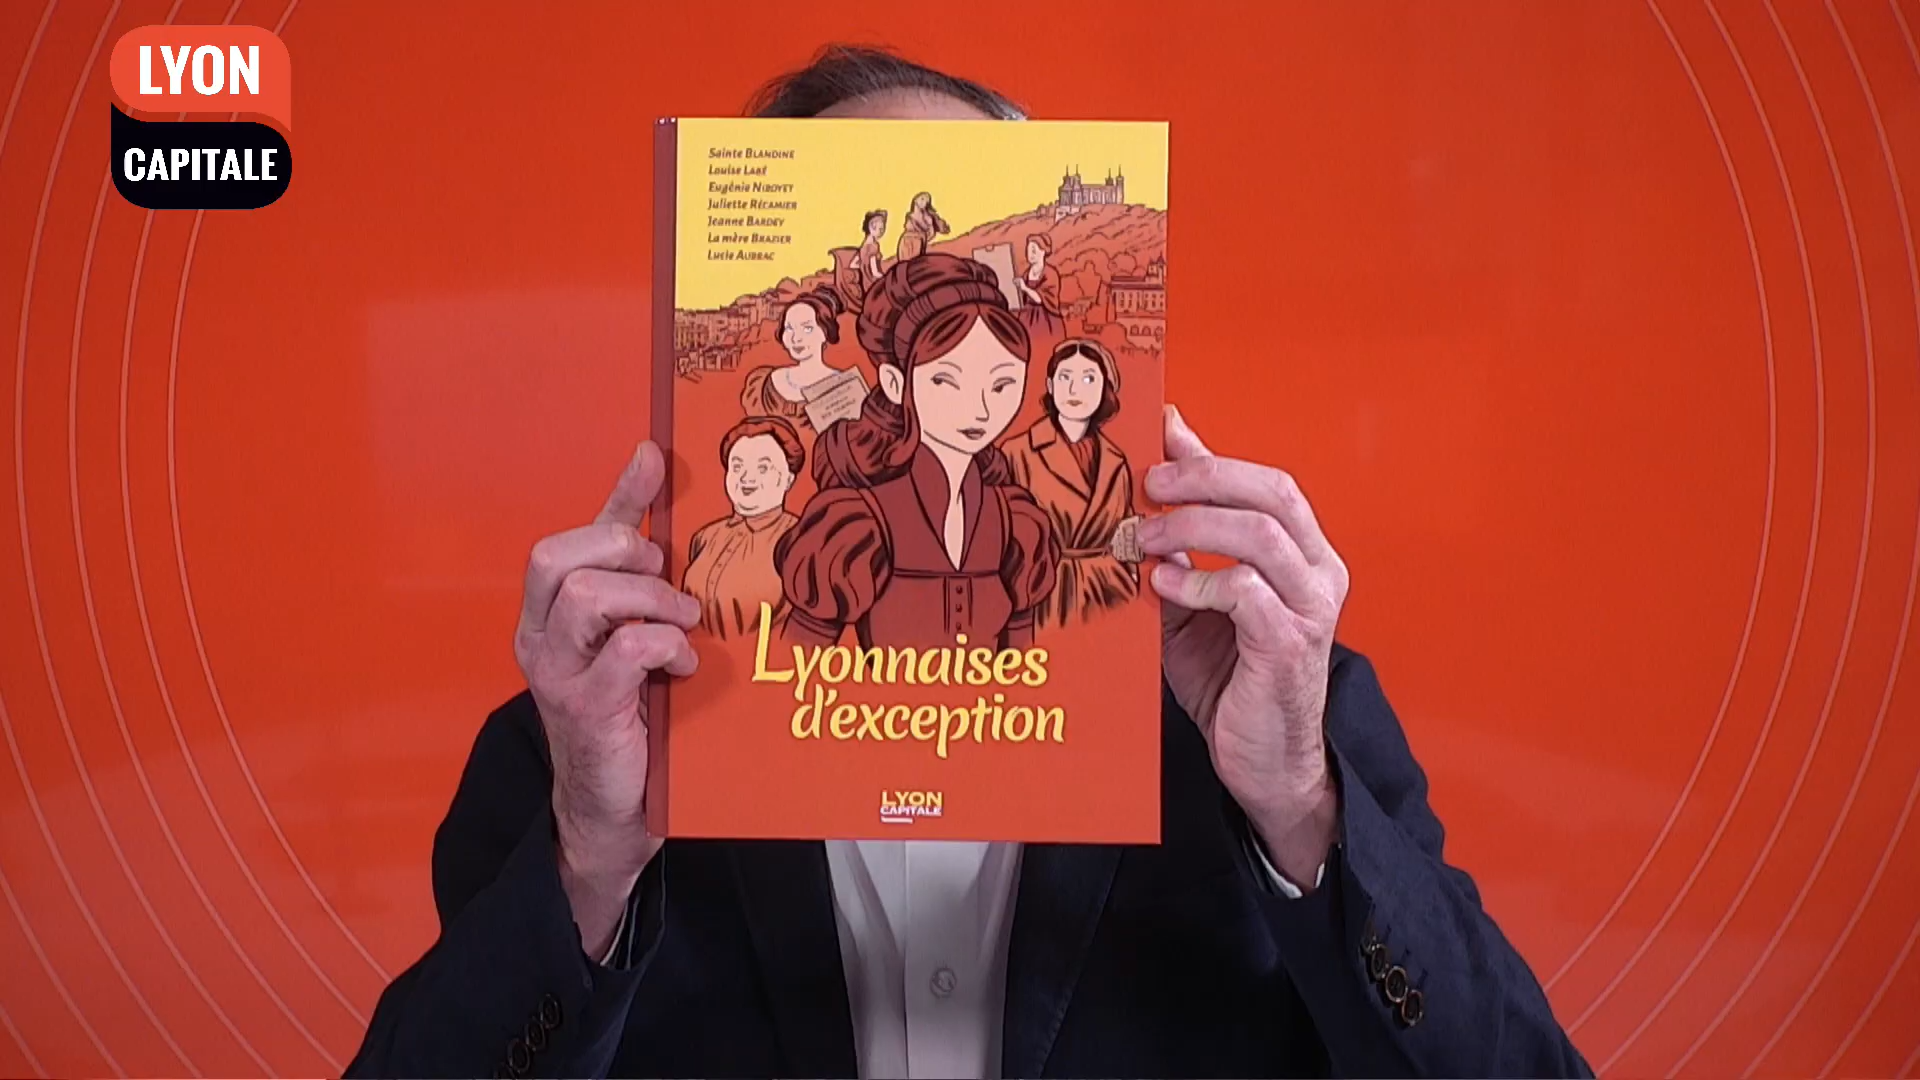 LYON
CAPITALE
Sainte BLANDINE
Louise LABÉ
Eugénie NIBOYET
Juliette RÉCAMIER
Jeanne BARDEY
La mère BRAZIER
Lucie AUBRAC
Lyonnaises
d'exception
LYON
CAPITALE